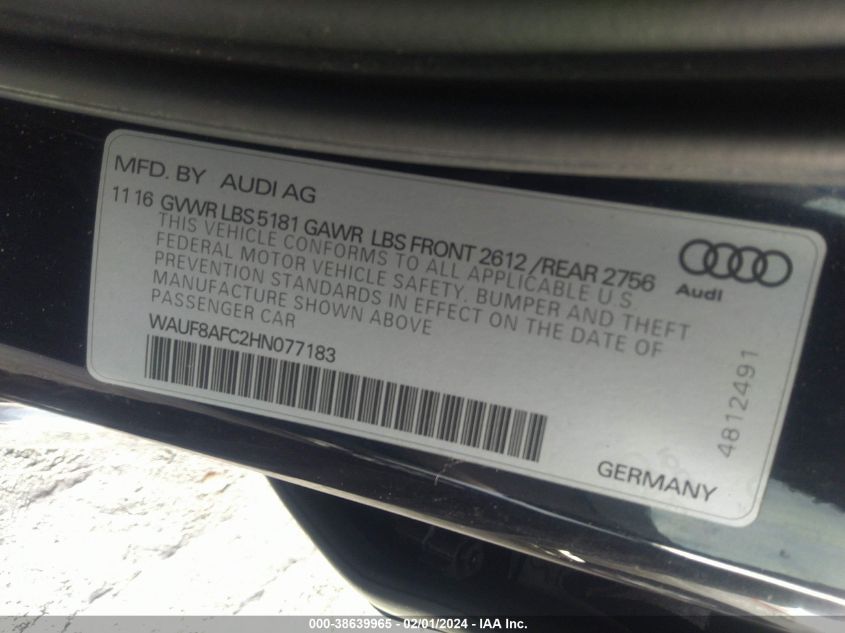 MFD. BY AUDI AG
11 16 GVWR LBS 5181 GAWR LBS FRONT 2612 / REAR 2756
THIS VEHICLE CONFORMS TO ALL APPLICABLE U.S.
FEDERAL MOTOR VEHICLE SAFETY, BUMPER AND THEFT
PREVENTION STANDARDS IN EFFECT ON THE DATE OF
MANUFACTURE SHOWN ABOVE
PASSENGER CAR
WAUF8AFC2HN077183
Audi
4812491
GERMANY
000-38639965 - 02/01/2024 - IAA Inc.